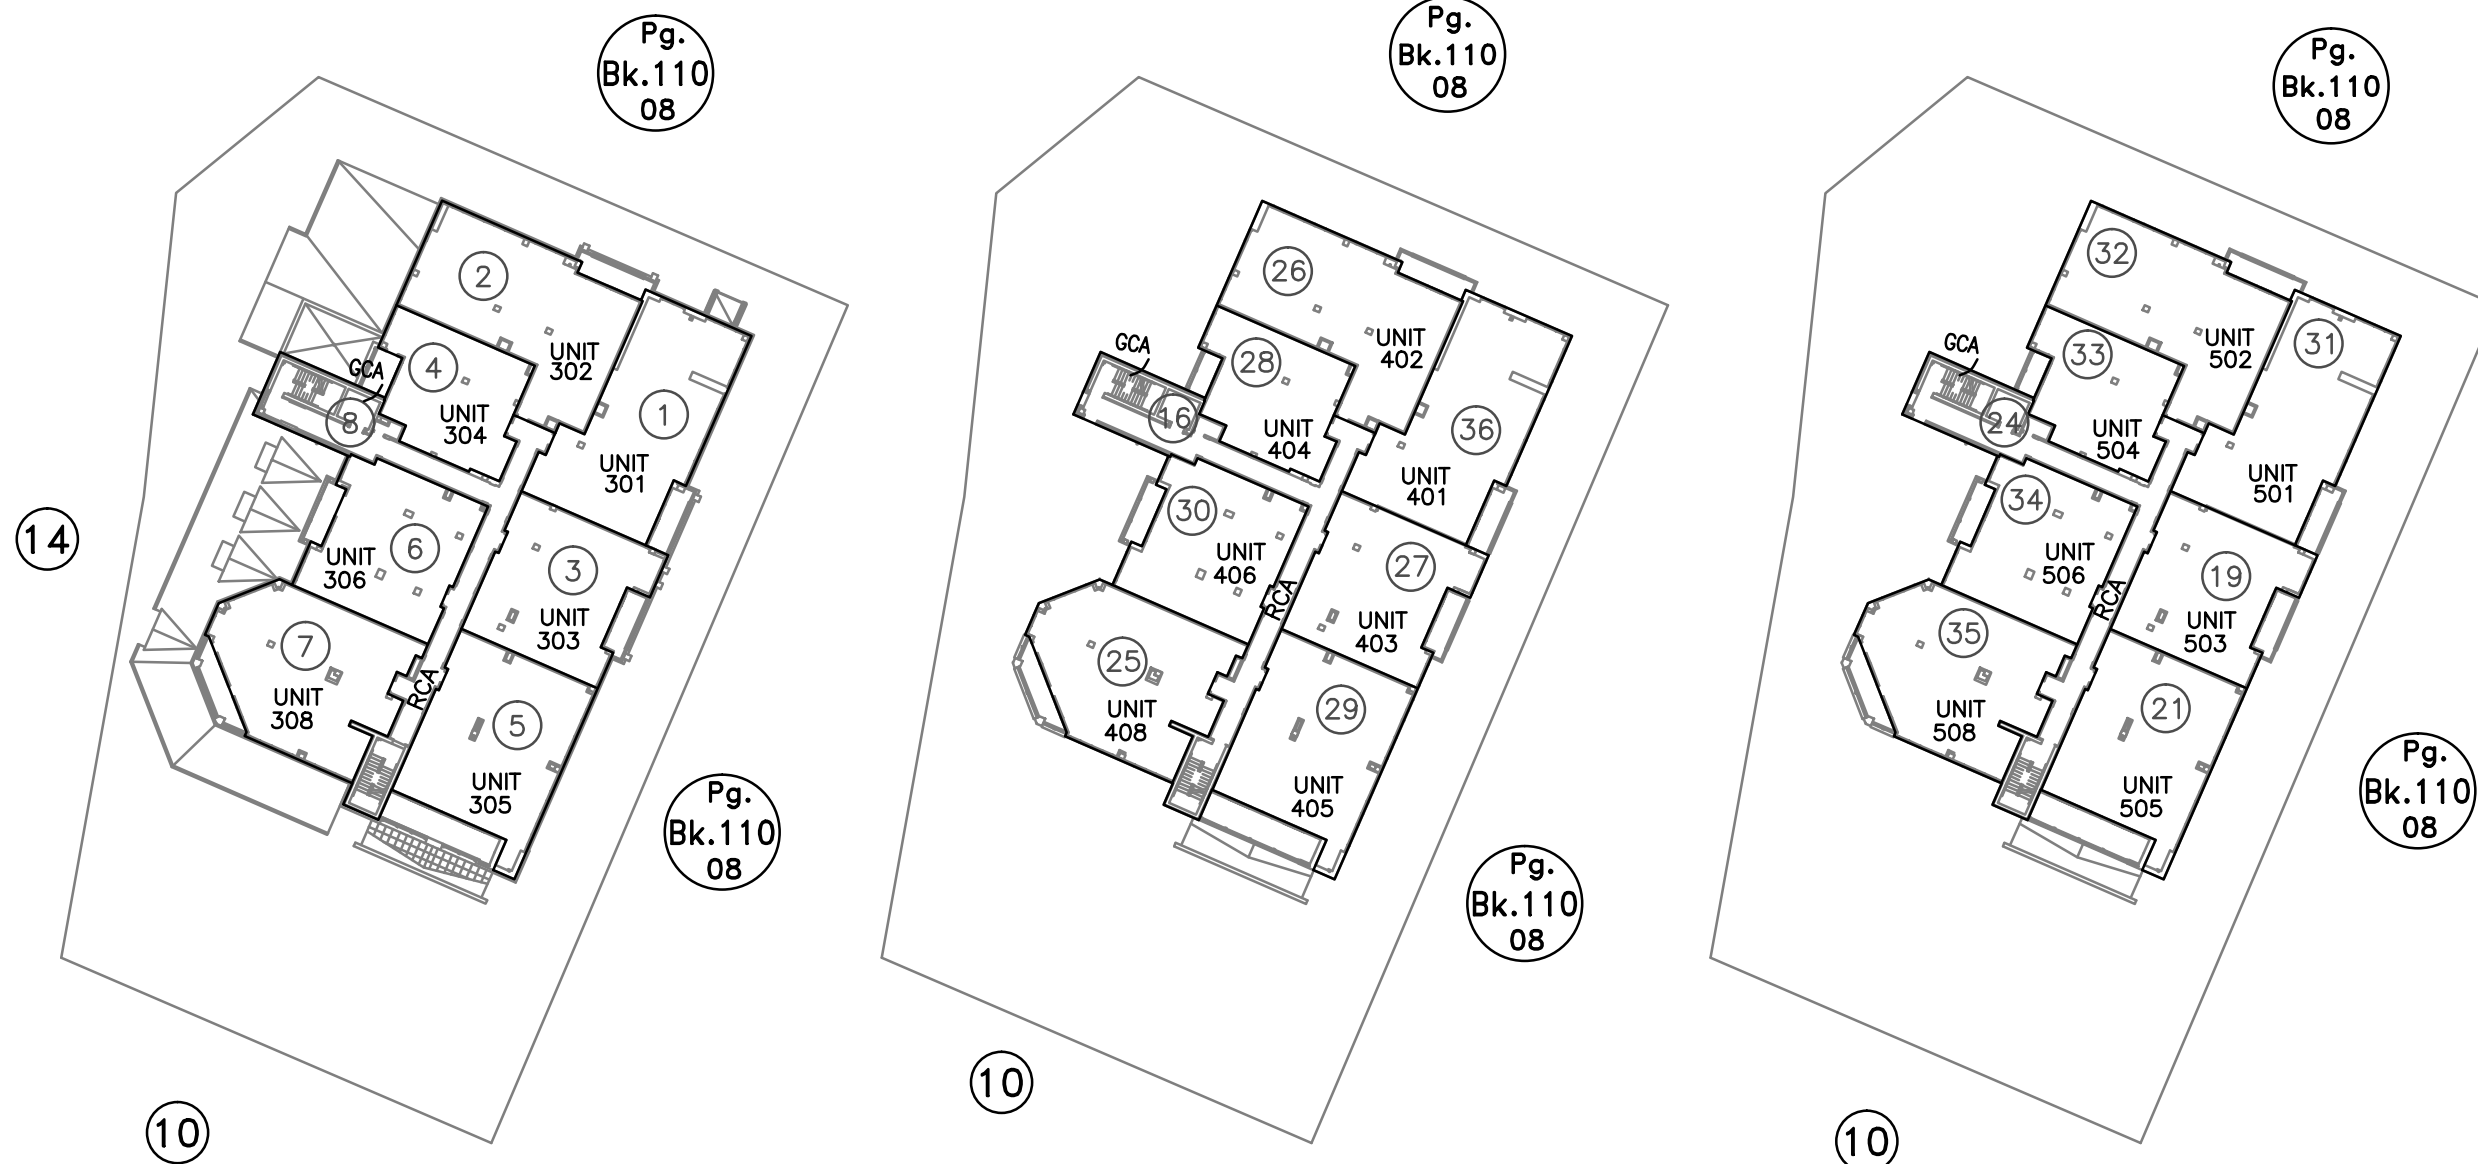 Pg.
Bk.110
08
2
4
GCA
UNIT
302
8
UNIT
304
1
UNIT
301
14
6
UNIT
306
3
UNIT
303
7
UNIT
308
RCA
5
UNIT
305
Pg.
Bk.110
08
10
Pg.
Bk.110
08
26
GCA
28
UNIT
402
16
UNIT
404
36
UNIT
401
30
UNIT
406
27
RCA
UNIT
403
25
UNIT
408
29
UNIT
405
Pg.
Bk.110
08
10
Pg.
Bk.110
08
32
GCA
33
UNIT
502
31
24
UNIT
504
UNIT
501
34
UNIT
506
19
RCA
UNIT
503
35
UNIT
508
21
UNIT
505
Pg.
Bk.110
08
10